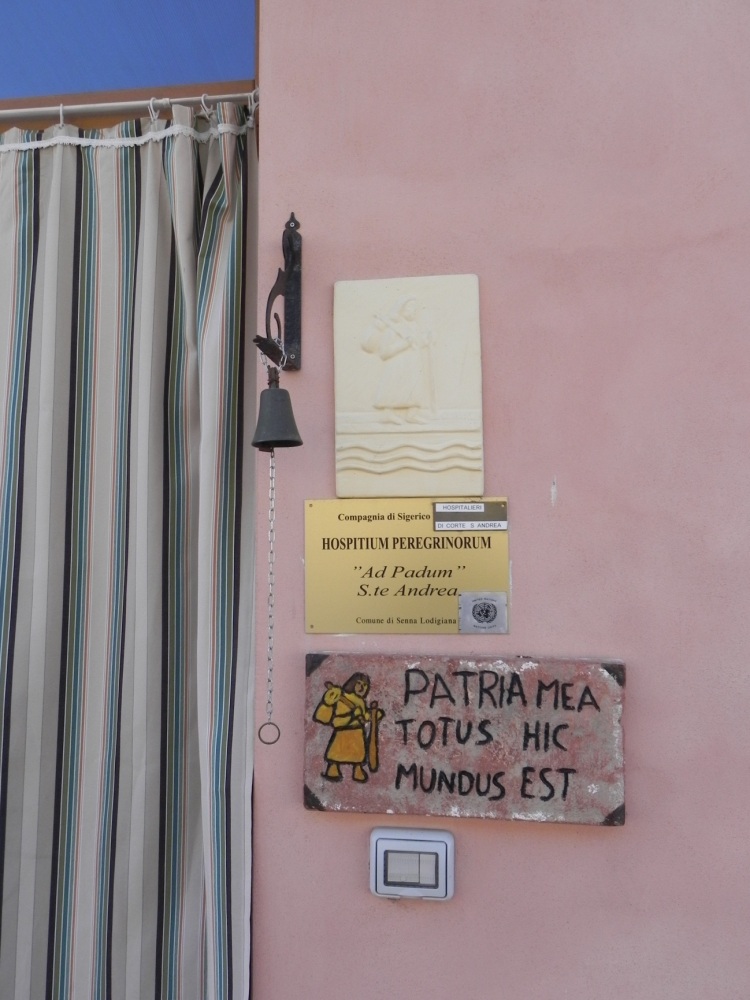 Compagnia di Sigerico
HOSPITALIERI
DI CORTE S ANDREA
HOSPITIUM PEREGRINORUM
"Ad Padum"
S.te Andrea
Comune di Senna Lodigiana
PATRIA MEA
TOTUS HIC
MUNDUS EST